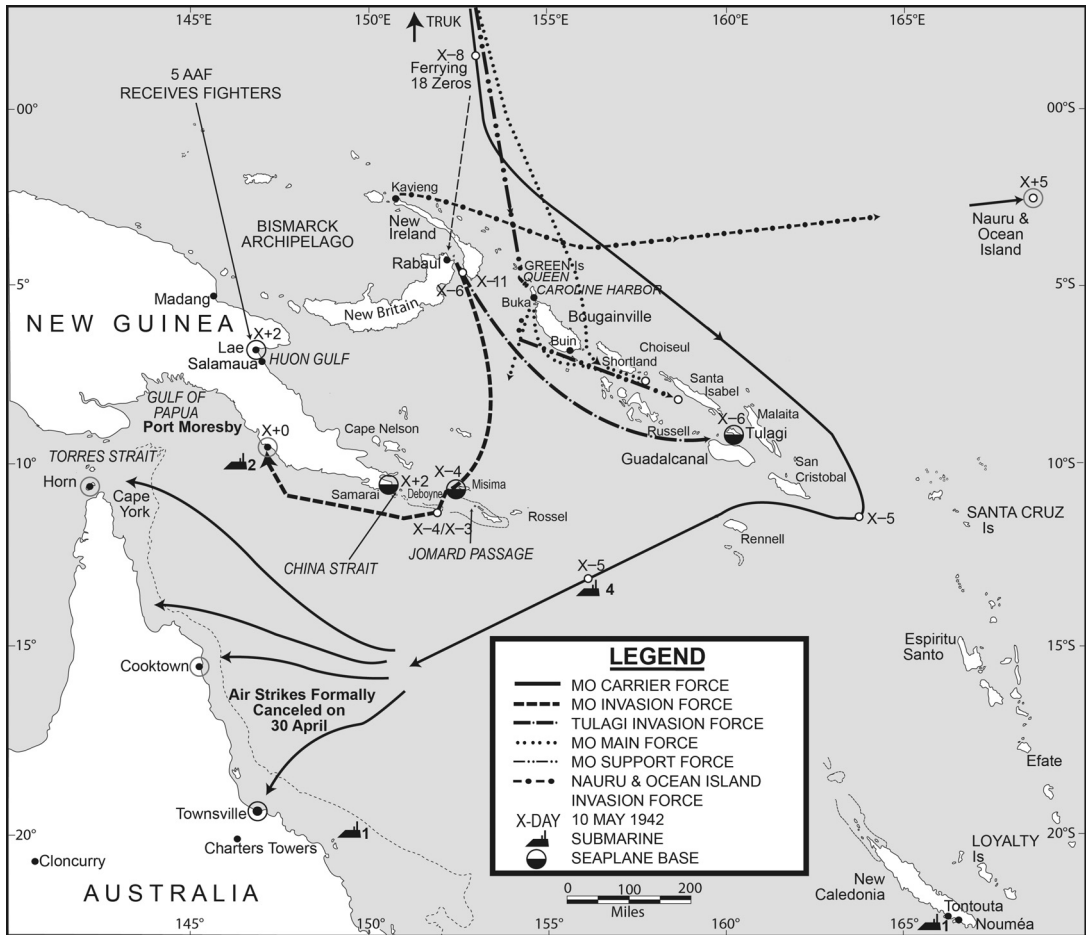 145°E
150°E
155°E
160°E
165°E
TRUK
X–8
Ferrying
18 Zeros
5 AAF
RECEIVES FIGHTERS
00°
00°S
X+5
Nauru &
Ocean
Island
Kavieng
New
Ireland
BISMARCK
ARCHIPELAGO
Rabaul
GREEN Is
QUEEN
CAROLINE HARBOR
X–11
X–6
5°
5°S
Madang
New Britain
Buka
Bougainville
NEW GUINEA
X+2
Lae
Salamaua
HUON GULF
Buin
Shortland
Choiseul
Santa
Isabel
GULF OF
PAPUA
Port Moresby
X+0
Cape Nelson
X–6
Malaita
Tulagi
Russell
Guadalcanal
TORRES STRAIT
10°
10°S
2
Horn
Cape
York
X+2
X–4
Samarai
Deboyne
Misima
San
Cristobal
X–4/X–3
Rossel
X–5
SANTA CRUZ
Is
JOMARD PASSAGE
CHINA STRAIT
Rennell
X–5
4
15°
15°S
Espiritu
Santo
Cooktown
Air Strikes Formally
Canceled on
30 April
LEGEND
MO CARRIER FORCE
MO INVASION FORCE
TULAGI INVASION FORCE
MO MAIN FORCE
MO SUPPORT FORCE
NAURU & OCEAN ISLAND
INVASION FORCE
X-DAY 10 MAY 1942
SUBMARINE
SEAPLANE BASE
Efate
Townsville
1
20°
20°S
Charters Towers
Cloncurry
LOYALTY
Is
New
Caledonia
AUSTRALIA
0 100 200
Miles
Tontouta
1
Nouméa
145°
150°
155°
160°
165°